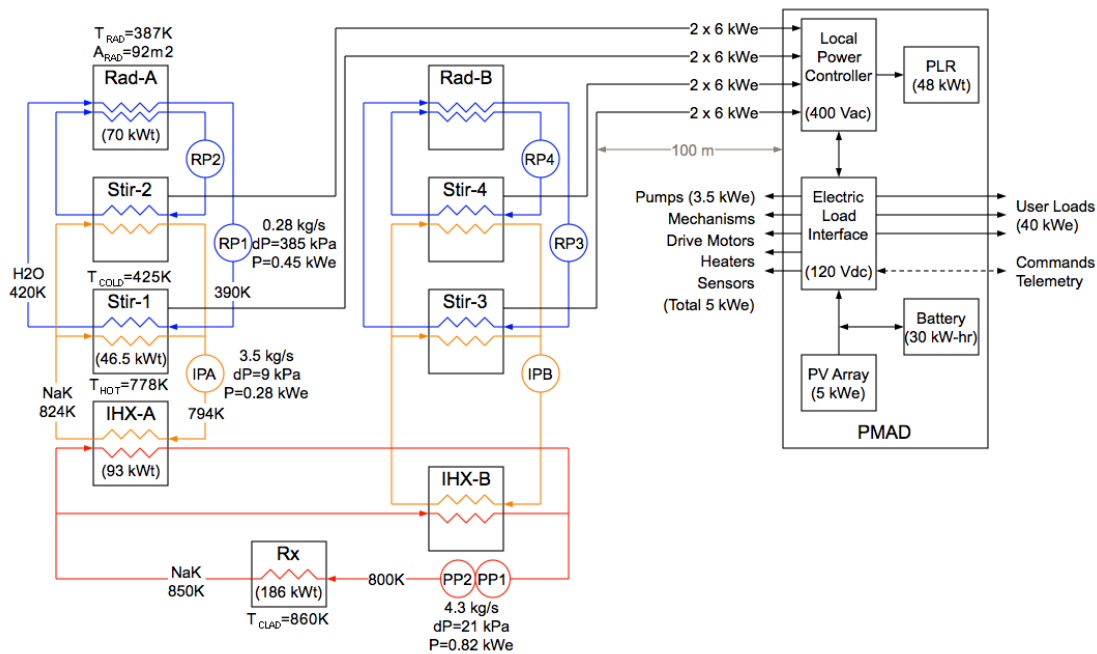 T RAD=387K
A RAD=92m2
Rad-A
(70 kWt)
RP2
Stir-2
RP1
0.28 kg/s
dP=385 kPa
P=0.45 kWe
H2O
420K
T COLD=425K
390K
Stir-1
(46.5 kWt)
T HOT=778K
IPA
3.5 kg/s
dP=9 kPa
P=0.28 kWe
NaK
824K
794K
IHX-A
(93 kWt)
Rad-B
RP4
Stir-4
RP3
Stir-3
IPB
IHX-B
Rx
(186 kWt)
T CLAD=860K
NaK
850K
800K
PP2
PP1
4.3 kg/s
dP=21 kPa
P=0.82 kWe
2 x 6 kWe
2 x 6 kWe
2 x 6 kWe
2 x 6 kWe
100 m
Local
Power
Controller
(400 Vac)
PLR
(48 kWt)
Pumps (3.5 kWe)
Mechanisms
Drive Motors
Heaters
Sensors
(Total 5 kWe)
Electric
Load
Interface
(120 Vdc)
User Loads
(40 kWe)
Commands
Telemetry
Battery
(30 kW-hr)
PV Array
(5 kWe)
PMAD